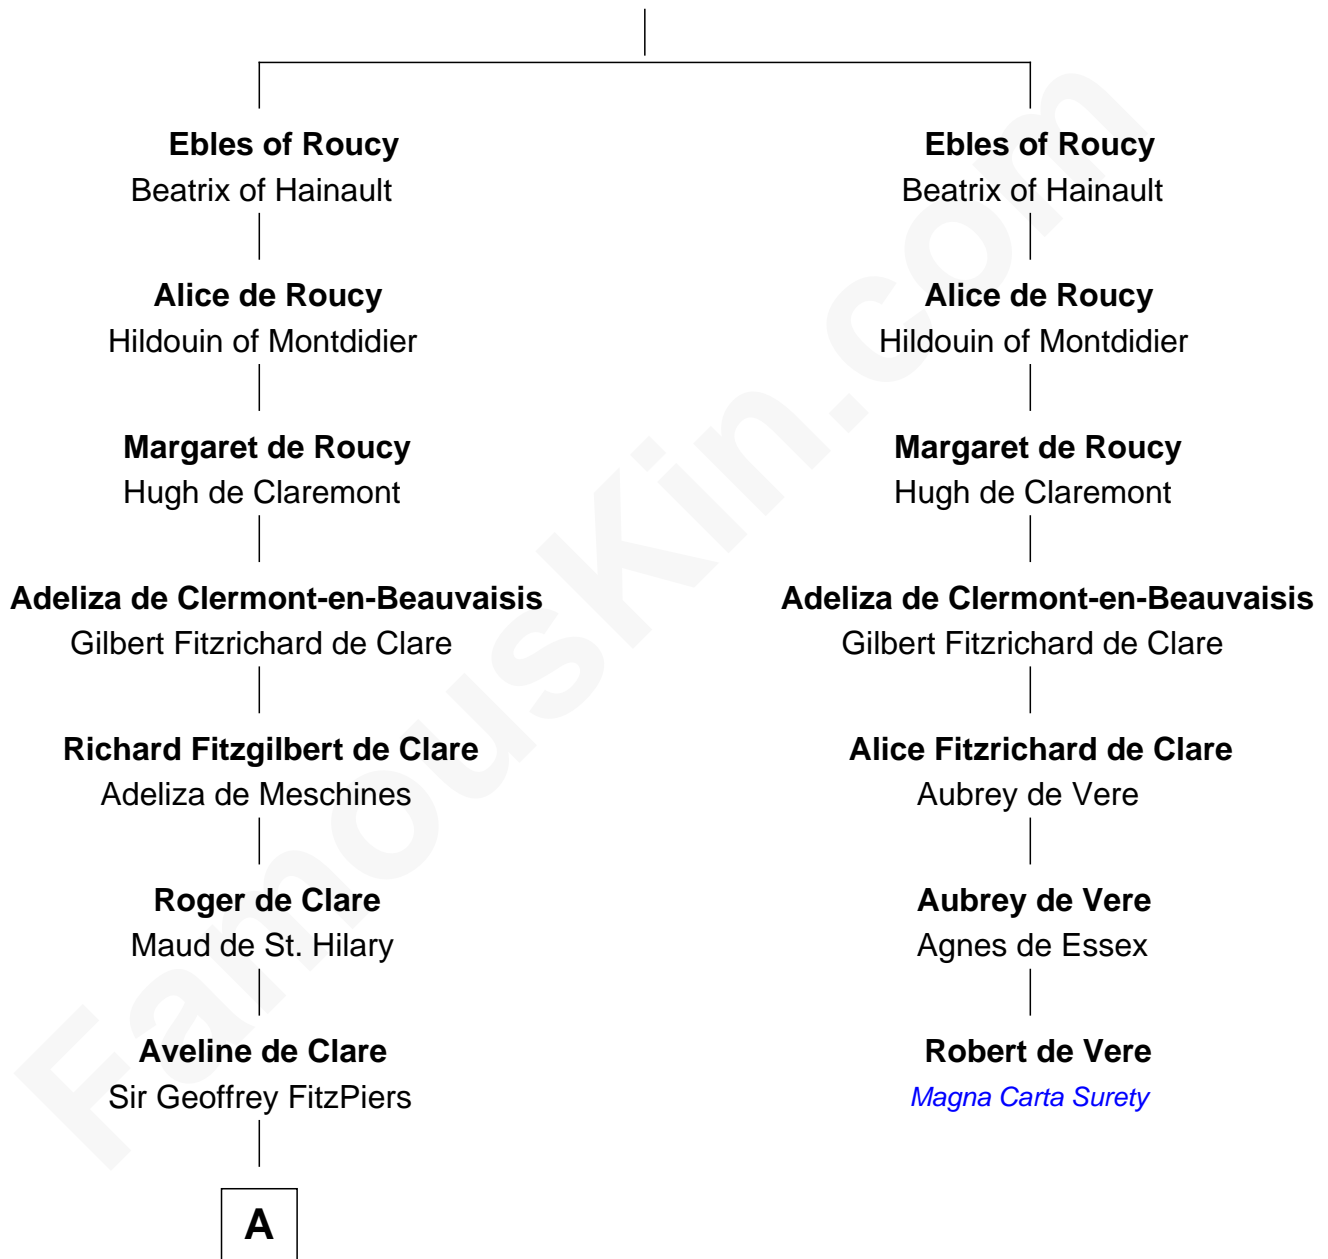 Ebles of Roucy
Beatrix of Hainault
Alice de Roucy
Hildouin of Montdidier
Margaret de Roucy
Hugh de Claremont
Adeliza de Clermont-en-Beauvaisis
Gilbert Fitzrichard de Clare
Richard Fitzgilbert de Clare
Adeliza de Meschines
Roger de Clare
Maud de St. Hilary
Aveline de Clare
Sir Geoffrey FitzPiers
A
Ebles of Roucy
Beatrix of Hainault
Alice de Roucy
Hildouin of Montdidier
Margaret de Roucy
Hugh de Claremont
Adeliza de Clermont-en-Beauvaisis
Gilbert Fitzrichard de Clare
Alice Fitzrichard de Clare
Aubrey de Vere
Aubrey de Vere
Agnes de Essex
Robert de Vere
Magna Carta Surety
FamousKin.com